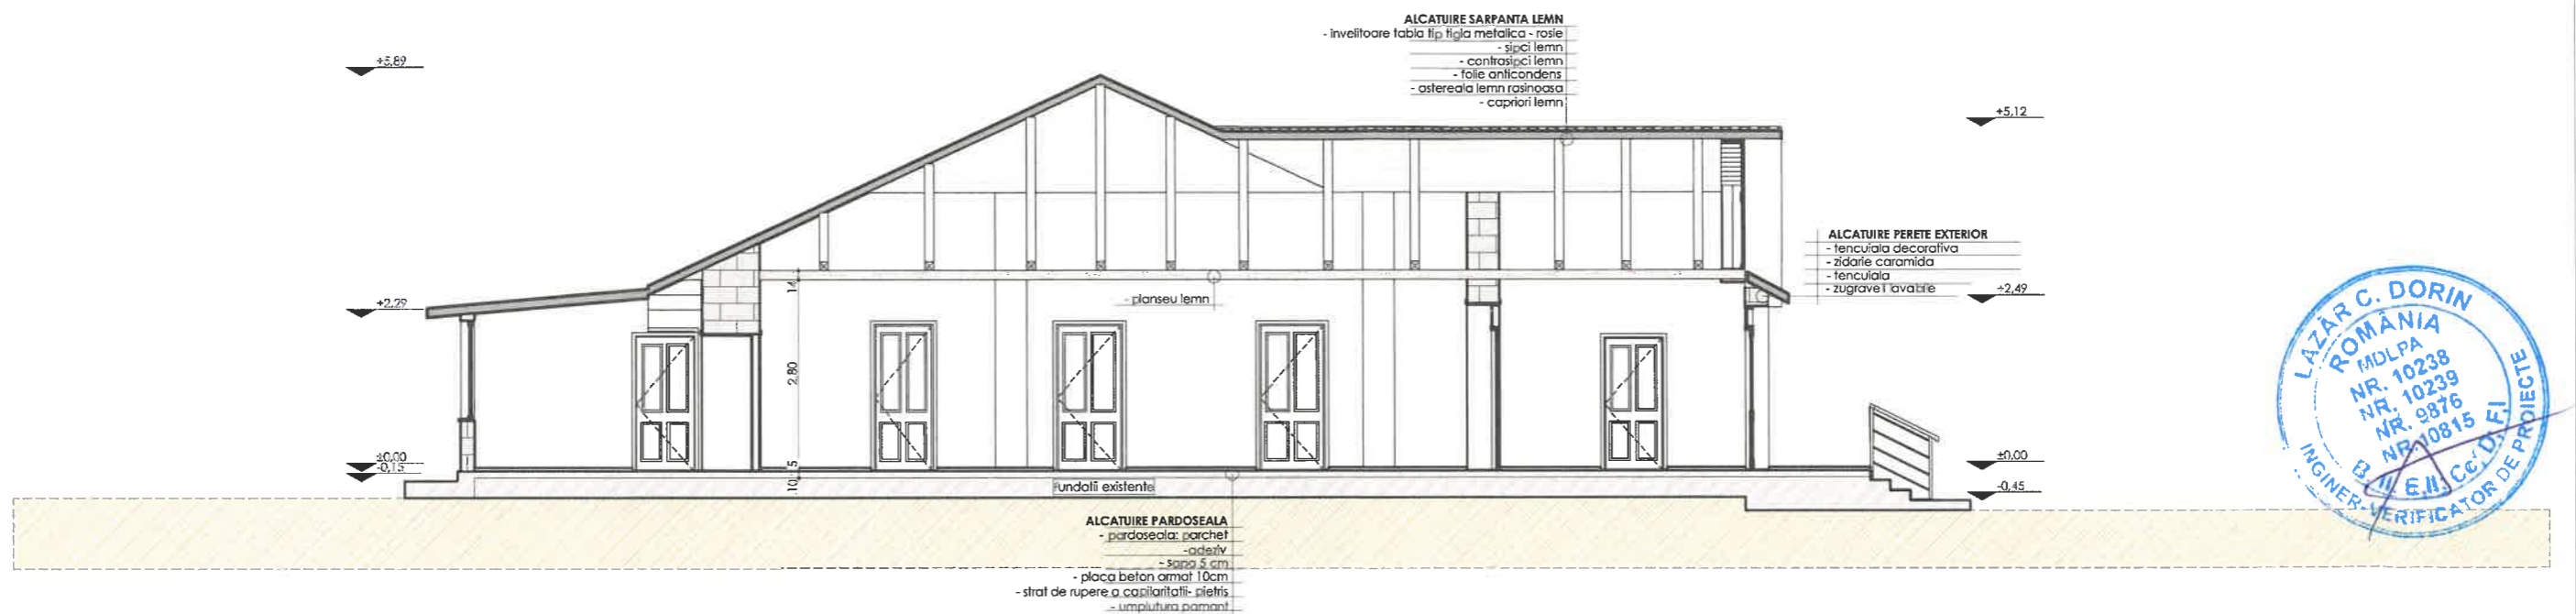 ALCATUIRE SARPANTA LEMN
- invelitoare tabla tip tigla metalica - rosie
- sipci lemn
- contrasipci lemn
- folie anticondens
- astereala lemn rasinoasa
- capriori lemn
+5,89
+5,12
ALCATUIRE PERETE EXTERIOR
- tencuiala decorativa
- zidarie caramida
- tencuiala
- zugraveli lavabile
+2,29
+2,49
14
- planseu lemn
2,80
±0,00
-0,15
±0,00
-0,45
10
5
Fundatii existente
ALCATUIRE PARDOSEALA
- pardoseala: parchet
-adeziv
- sapa 5 cm
- placa beton armat 10cm
- strat de rupere a capilaritatii- pietris
- umplutura pamant
LAZĂR C. DORIN
ROMÂNIA
MDLPA
NR. 10238
NR. 10239
NR. 9876
NR. 10815
INGINER-VERIFICATOR DE PROIECTE